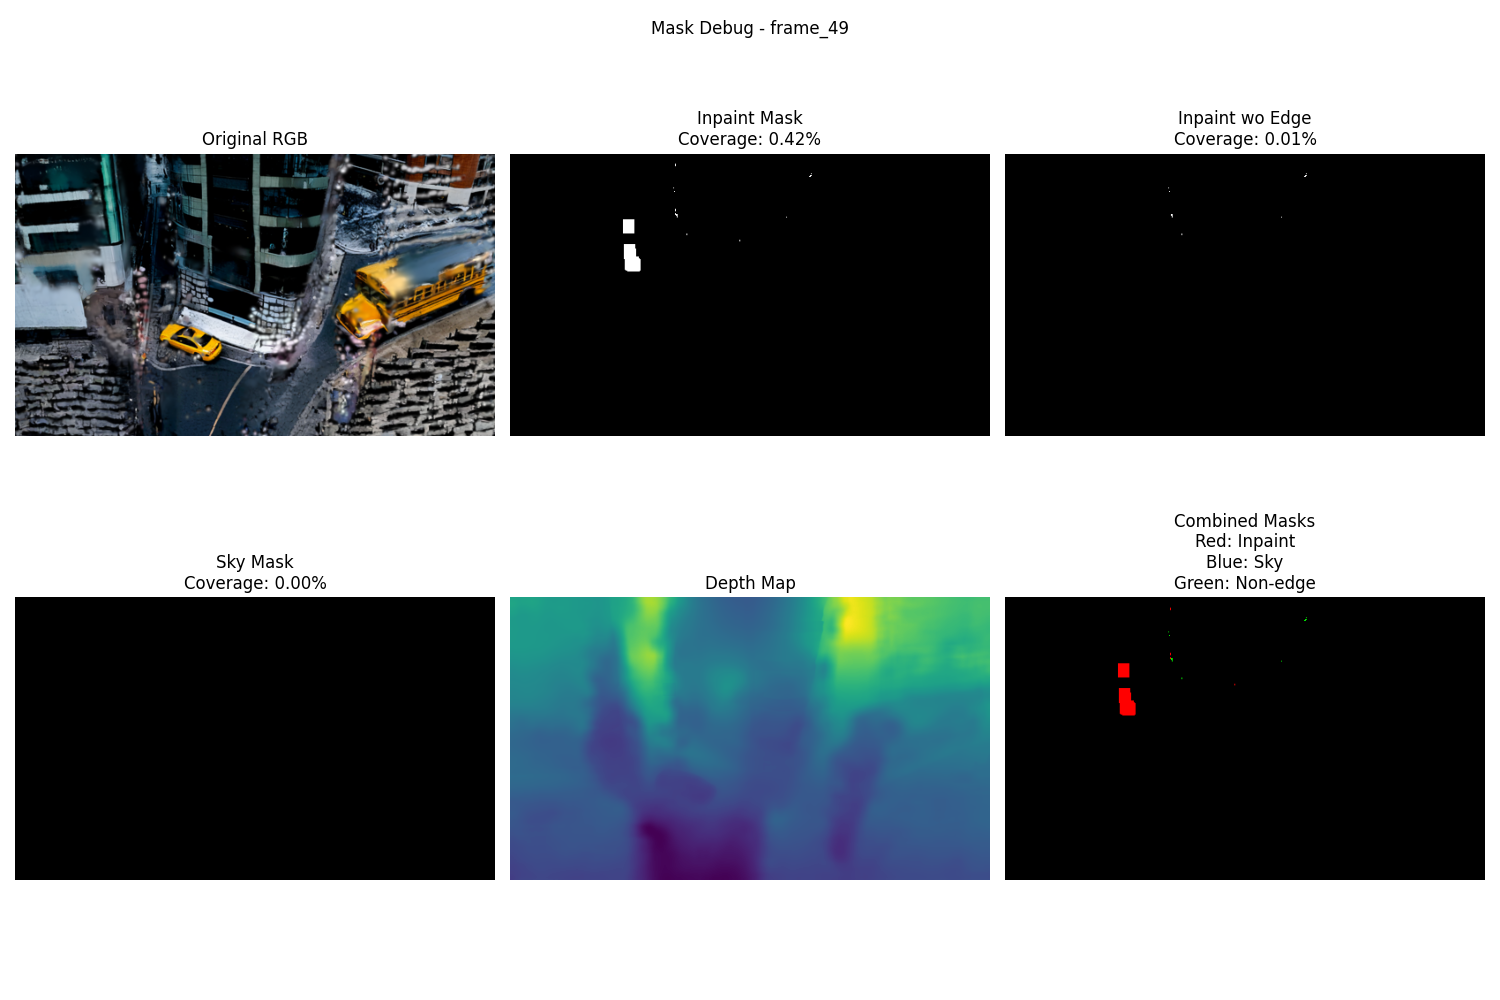 Mask Debug - frame_49
Original RGB
Inpaint Mask
Coverage: 0.42%
Inpaint wo Edge
Coverage: 0.01%
Sky Mask
Coverage: 0.00%
Depth Map
Combined Masks
Red: Inpaint
Blue: Sky
Green: Non-edge